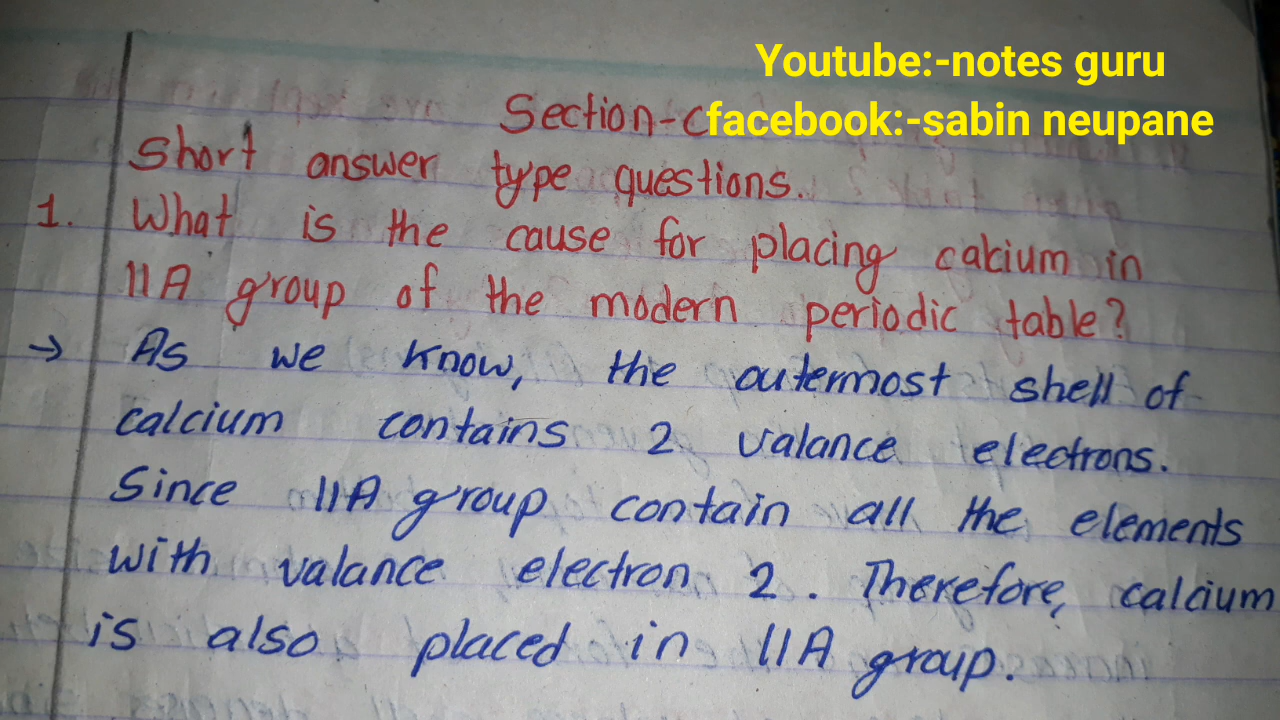 Youtube:-notes guru
facebook:-sabin neupane
Section-C
Short answer type questions.
1. What is the cause for placing calcium in
IIA group of the modern periodic table?
→ As we know, the outermost shell of
calcium contains 2 valance electrons.
Since IIA group contain all the elements
with valance electron 2. Therefore, calcium
is also placed in IIA group.